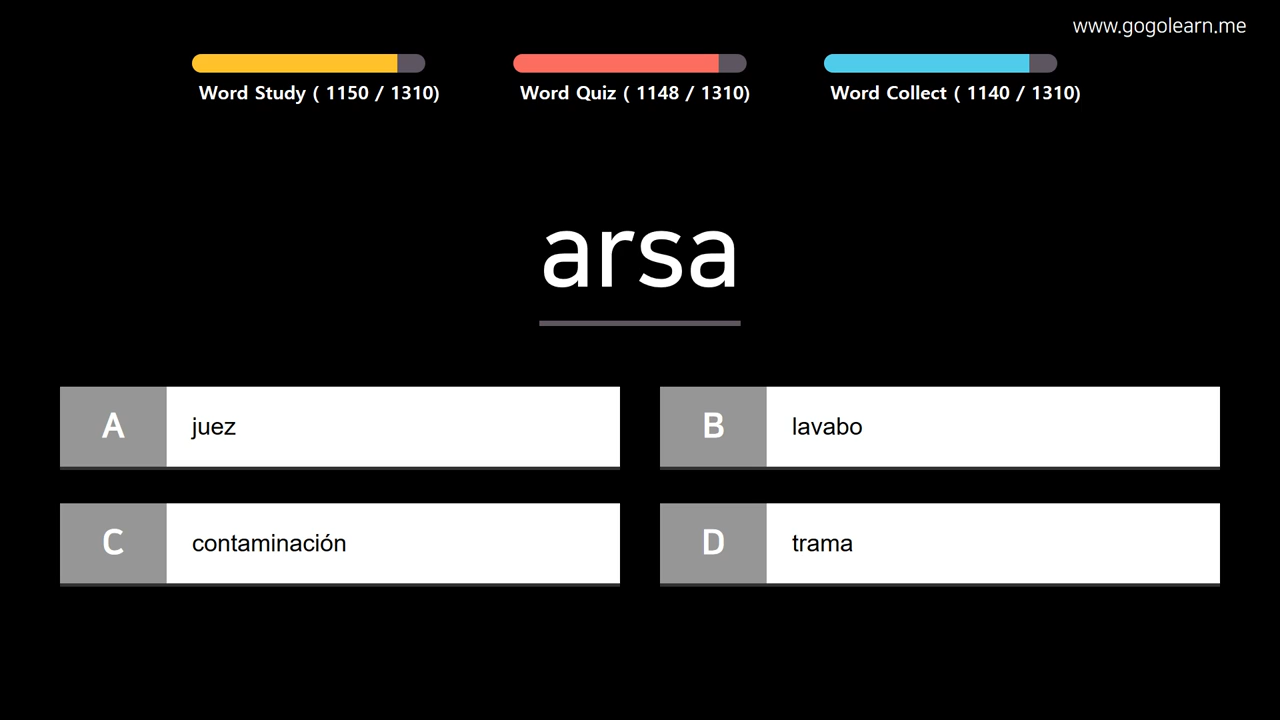 www.gogolearn.me
Word Study ( 1150 / 1310)
Word Quiz ( 1148 / 1310)
Word Collect ( 1140 / 1310)
arsa
A juez
B lavabo
C contaminación
D trama